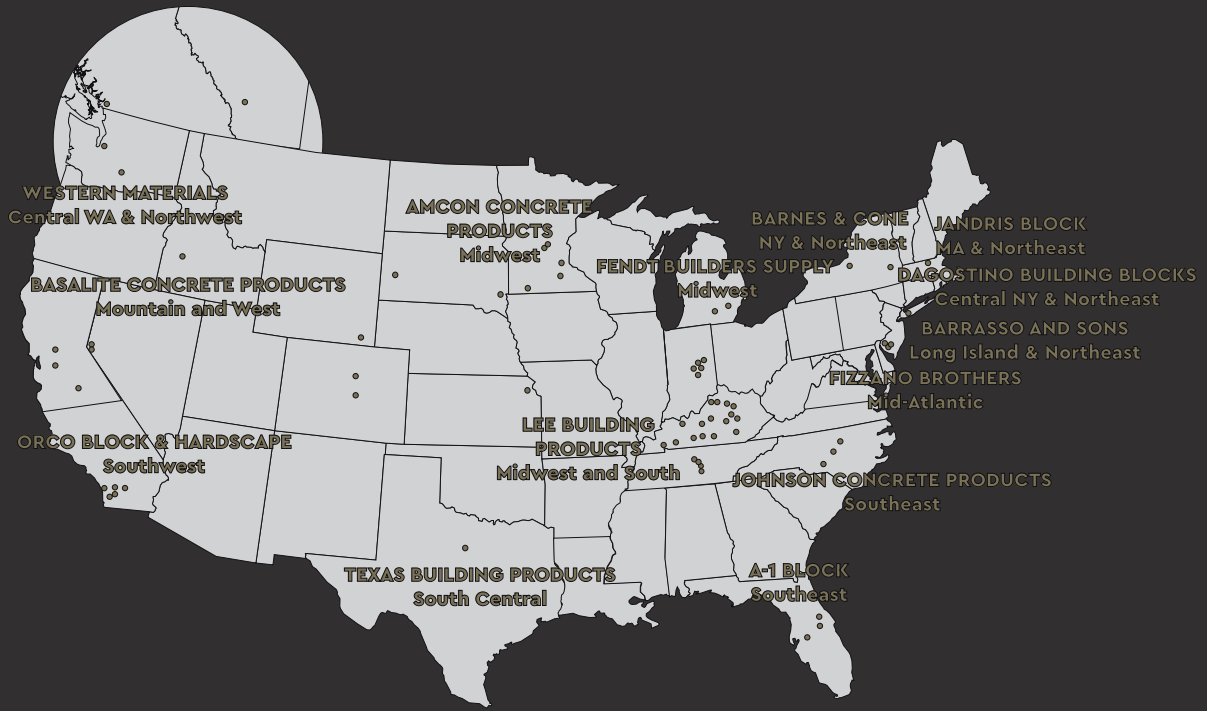 WESTERN MATERIALS
Central WA & Northwest
AMCON CONCRETE
PRODUCTS
Midwest
BARNES & CONE
NY & Northeast
JANDRIS BLOCK
MA & Northeast
FENDT BUILDERS SUPPLY
Midwest
DAGOSTINO BUILDING BLOCKS
Central NY & Northeast
BASALITE CONCRETE PRODUCTS
Mountain and West
BARRASSO AND SONS
Long Island & Northeast
FIZZANO BROTHERS
Mid-Atlantic
LEE BUILDING
PRODUCTS
Midwest and South
ORCO BLOCK & HARDSCAPE
Southwest
JOHNSON CONCRETE PRODUCTS
Southeast
TEXAS BUILDING PRODUCTS
South Central
A-1 BLOCK
Southeast